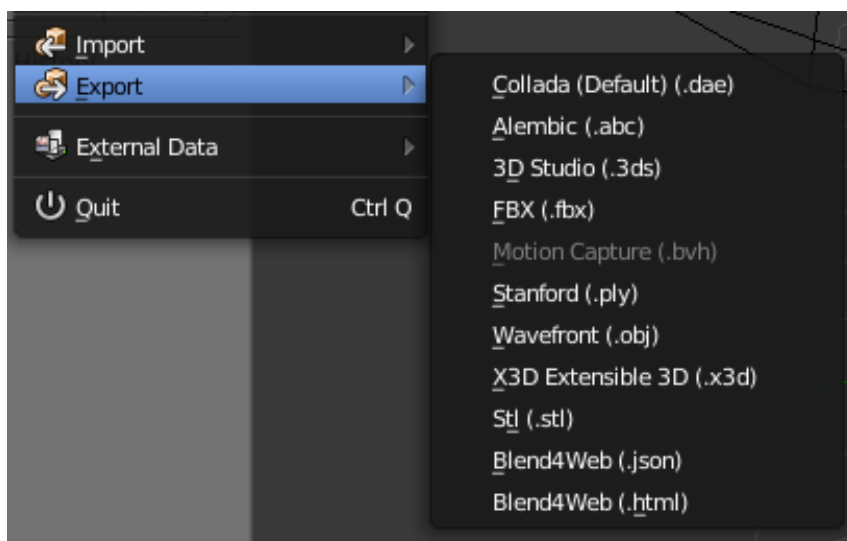 Import
Export
External Data
Quit Ctrl Q
Collada (Default) (.dae)
Alembic (.abc)
3D Studio (.3ds)
FBX (.fbx)
Motion Capture (.bvh)
Stanford (.ply)
Wavefront (.obj)
X3D Extensible 3D (.x3d)
Stl (.stl)
Blend4Web (.json)
Blend4Web (.html)